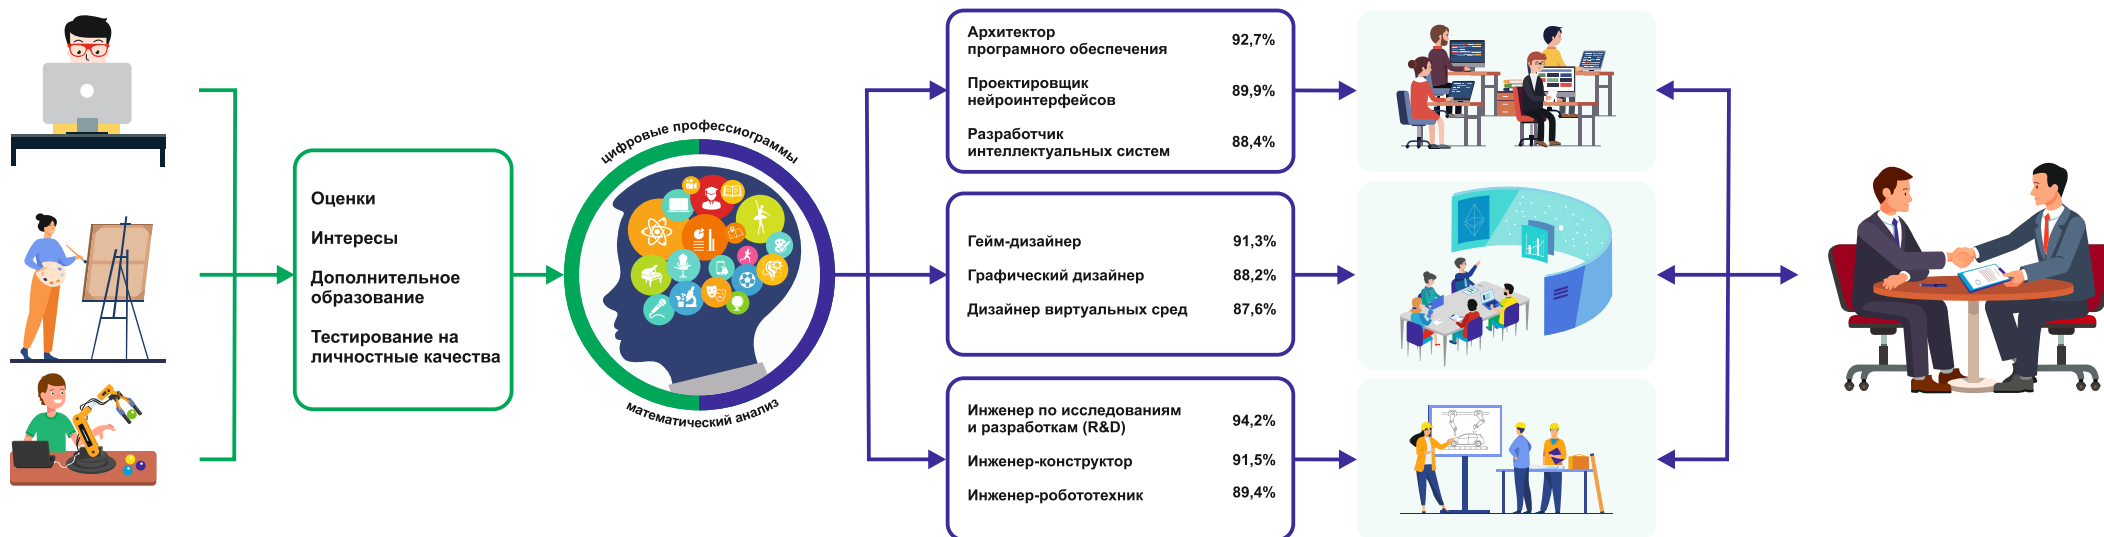 Оценки
Интересы
Дополнительное
образование
Тестирование на
личностные качества
цифровые профессиограммы
математический анализ
Архитектор
програмного обеспечения 92,7%
Проектировщик
нейроинтерфейсов 89,9%
Разработчик
интеллектуальных систем 88,4%
Гейм-дизайнер 91,3%
Графический дизайнер 88,2%
Дизайнер виртуальных сред 87,6%
Инженер по исследованиям
и разработкам (R&D) 94,2%
Инженер-конструктор 91,5%
Инженер-робототехник 89,4%